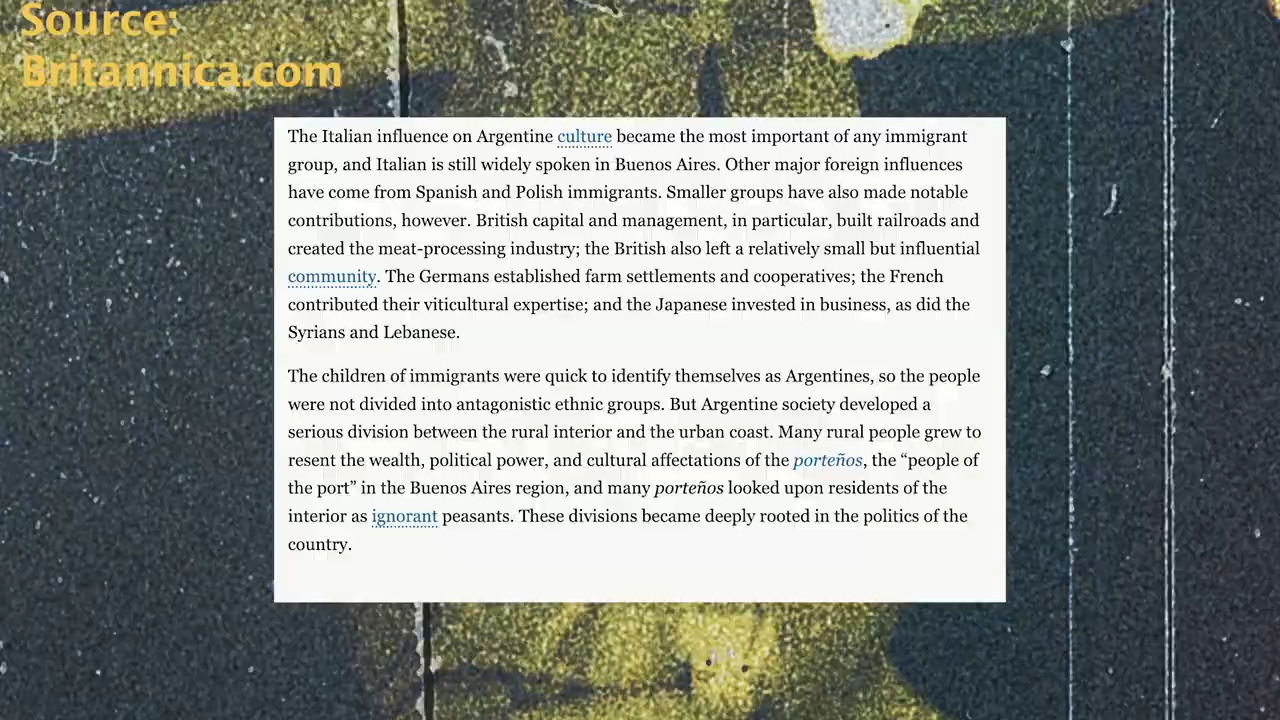 Source:
Britannica.com
The Italian influence on Argentine culture became the most important of any immigrant
group, and Italian is still widely spoken in Buenos Aires. Other major foreign influences
have come from Spanish and Polish immigrants. Smaller groups have also made notable
contributions, however. British capital and management, in particular, built railroads and
created the meat-processing industry; the British also left a relatively small but influential
community. The Germans established farm settlements and cooperatives; the French
contributed their viticultural expertise; and the Japanese invested in business, as did the
Syrians and Lebanese.
The children of immigrants were quick to identify themselves as Argentines, so the people
were not divided into antagonistic ethnic groups. But Argentine society developed a
serious division between the rural interior and the urban coast. Many rural people grew to
resent the wealth, political power, and cultural affectations of the porteños, the “people of
the port” in the Buenos Aires region, and many porteños looked upon residents of the
interior as ignorant peasants. These divisions became deeply rooted in the politics of the
country.